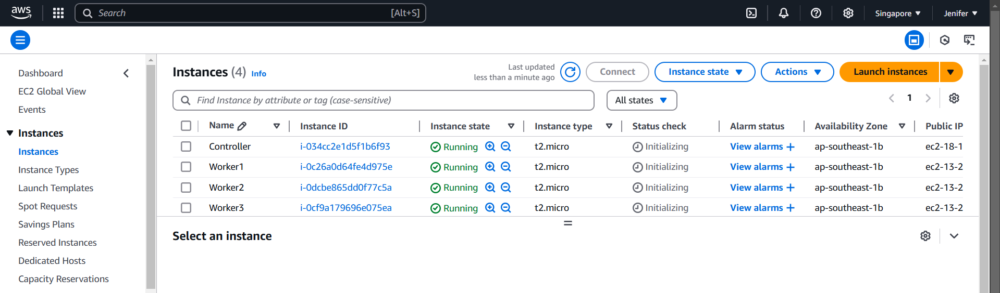 aws
Search [Alt+S]
Singapore
Jenifer
Dashboard
EC2 Global View
Events
Instances
Instances
Instance Types
Launch Templates
Spot Requests
Savings Plans
Reserved Instances
Dedicated Hosts
Capacity Reservations
Instances (4) Info
Last updated
less than a minute ago
Connect
Instance state
Actions
Launch instances
Find Instance by attribute or tag (case-sensitive)
All states
1
Name Instance ID Instance state Instance type Status check Alarm status Availability Zone Public IP
Controller i-034cc2e1d5f1b6f93 Running t2.micro Initializing View alarms + ap-southeast-1b ec2-18-1
Worker1 i-0c26a0d64fe4d975e Running t2.micro Initializing View alarms + ap-southeast-1b ec2-13-2
Worker2 i-0dcbe865dd0f77c5a Running t2.micro Initializing View alarms + ap-southeast-1b ec2-13-2
Worker3 i-0cf9a179696e075ea Running t2.micro Initializing View alarms + ap-southeast-1b ec2-13-2
Select an instance